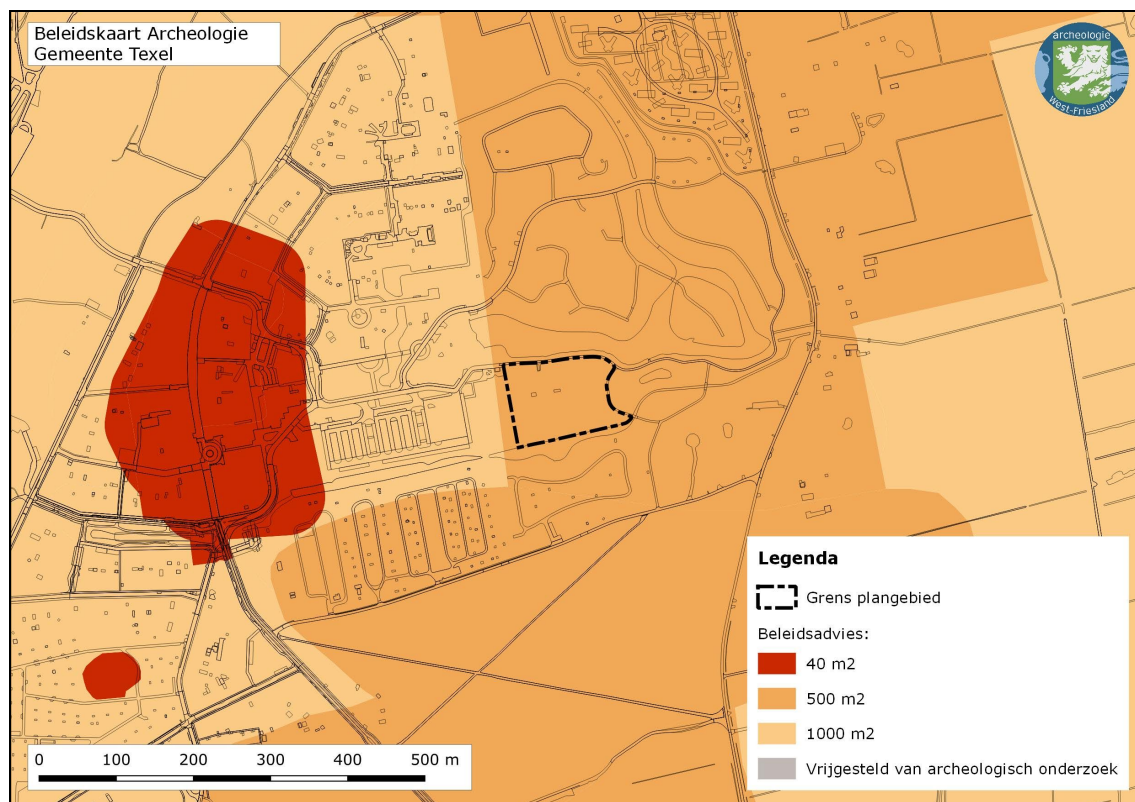 Beleidskaart Archeologie
Gemeente Texel
archeologie
West-Friesland
Legenda
Grens plangebied
Beleidsadvies:
40 m2
500 m2
1000 m2
Vrijgesteld van archeologisch onderzoek
0 100 200 300 400 500 m